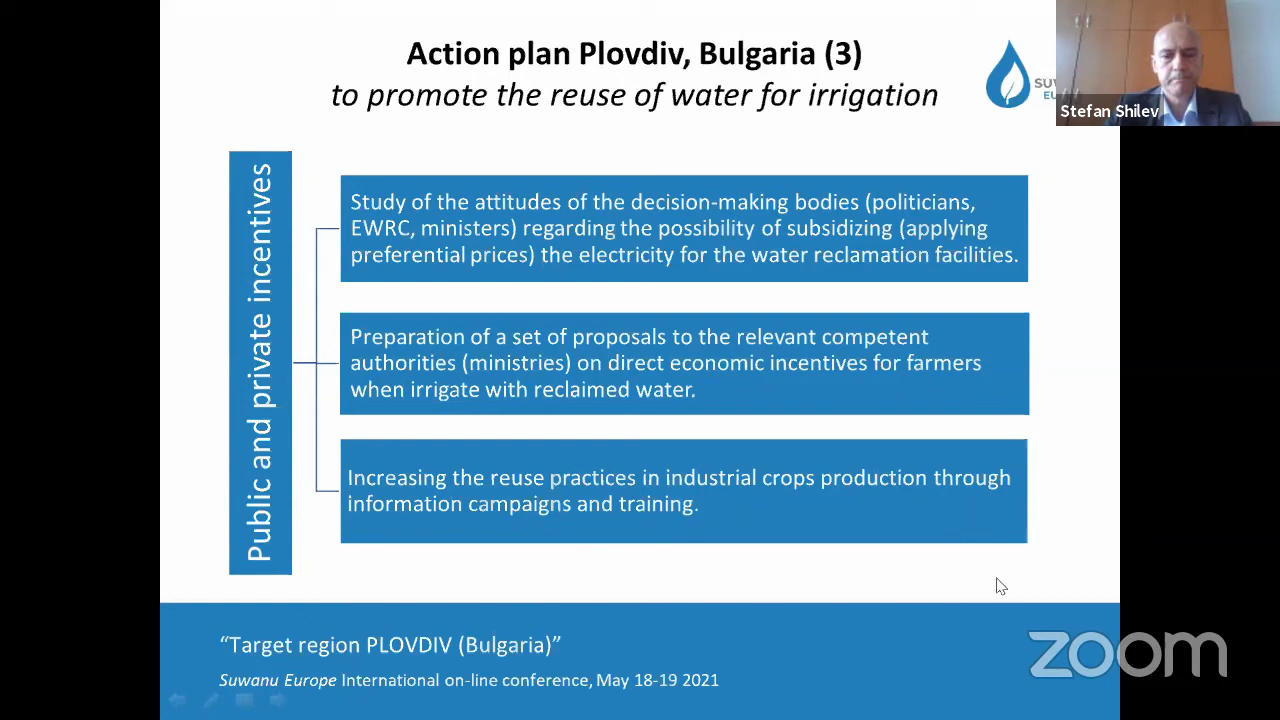 Action plan Plovdiv, Bulgaria (3)
to promote the reuse of water for irrigation
Stefan Shilev
Public and private incentives
Study of the attitudes of the decision-making bodies (politicians,
EWRC, ministers) regarding the possibility of subsidizing (applying
preferential prices) the electricity for the water reclamation facilities.
Preparation of a set of proposals to the relevant competent
authorities (ministries) on direct economic incentives for farmers
when irrigate with reclaimed water.
Increasing the reuse practices in industrial crops production through
information campaigns and training.
“Target region PLOVDIV (Bulgaria)”
Suwanu Europe International on-line conference, May 18-19 2021
zoom